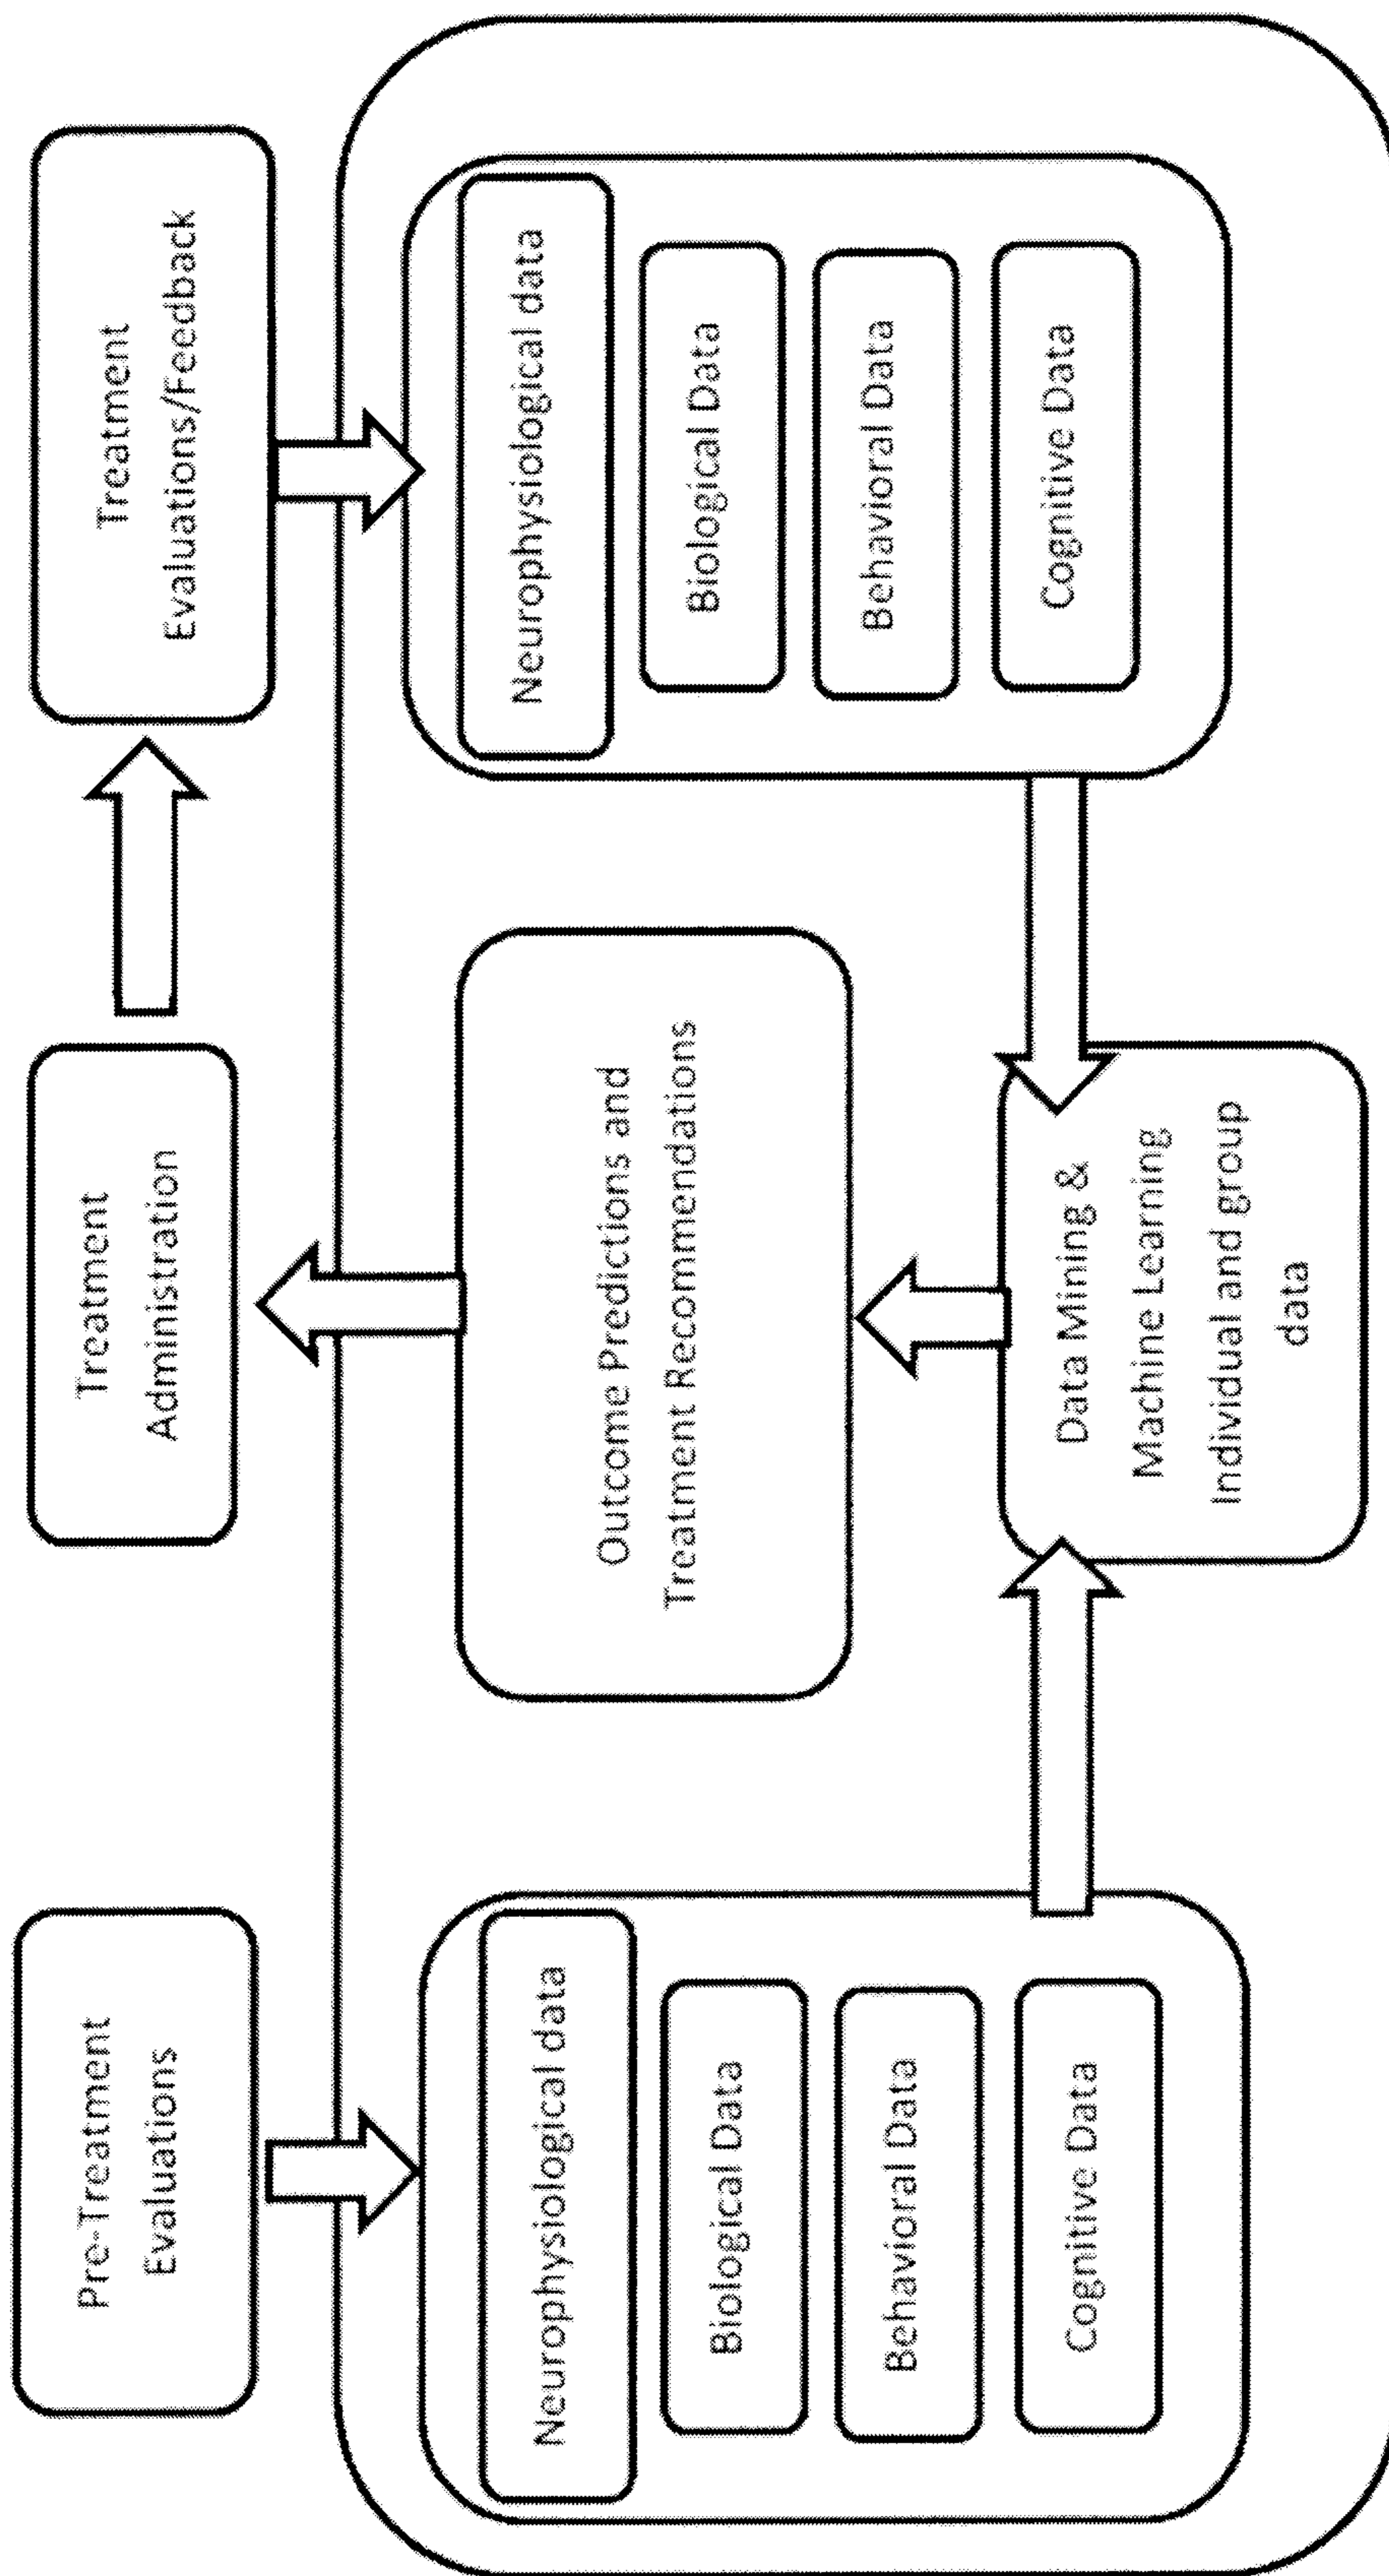 Pre-Treatment
Evaluations
Treatment
Administration
Treatment
Evaluations/Feedback
Neurophysiological data
Biological Data
Behavioral Data
Cognitive Data
Outcome Predictions and
Treatment Recommendations
Data Mining &
Machine Learning
Individual and group
data
Neurophysiological data
Biological Data
Behavioral Data
Cognitive Data